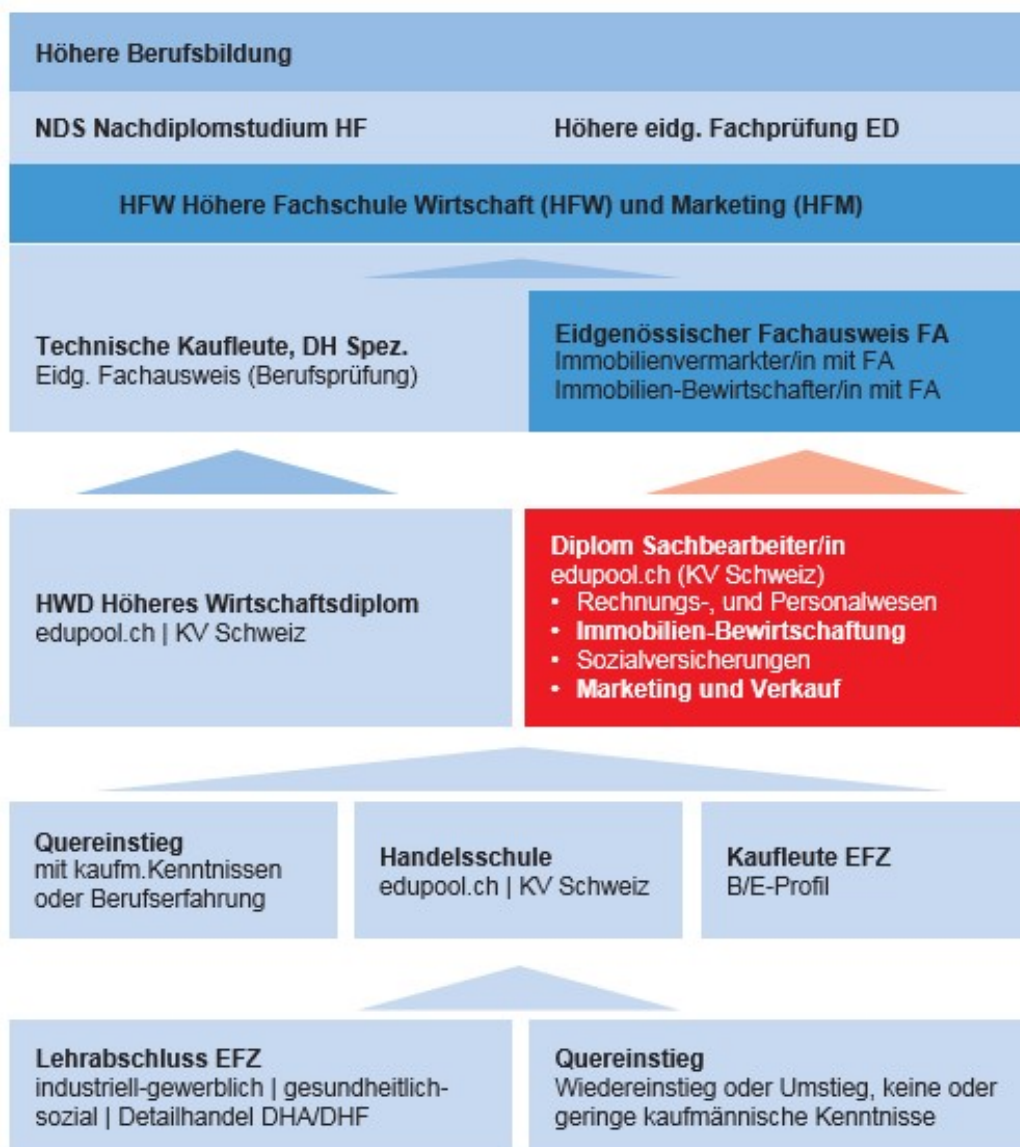 Höhere Berufsbildung
NDS Nachdiplomstudium HF
Höhere eidg. Fachprüfung ED
HFW Höhere Fachschule Wirtschaft (HFW) und Marketing (HFM)
Technische Kaufleute, DH Spez.
Eidg. Fachausweis (Berufsprüfung)
Eidgenössischer Fachausweis FA
Immobilienvermarkter/in mit FA
Immobilien-Bewirtschafter/in mit FA
HWD Höheres Wirtschaftsdiplom
edupool.ch | KV Schweiz
Diplom Sachbearbeiter/in
edupool.ch (KV Schweiz)
• Rechnungs-, und Personalwesen
• Immobilien-Bewirtschaftung
• Sozialversicherungen
• Marketing und Verkauf
Quereinstieg
mit kaufm.Kenntnissen
oder Berufserfahrung
Handelsschule
edupool.ch | KV Schweiz
Kaufleute EFZ
B/E-Profil
Lehrabschluss EFZ
industriell-gewerblich | gesundheitlich-
sozial | Detailhandel DHA/DHF
Quereinstieg
Wiedereinstieg oder Umstieg, keine oder
geringe kaufmännische Kenntnisse